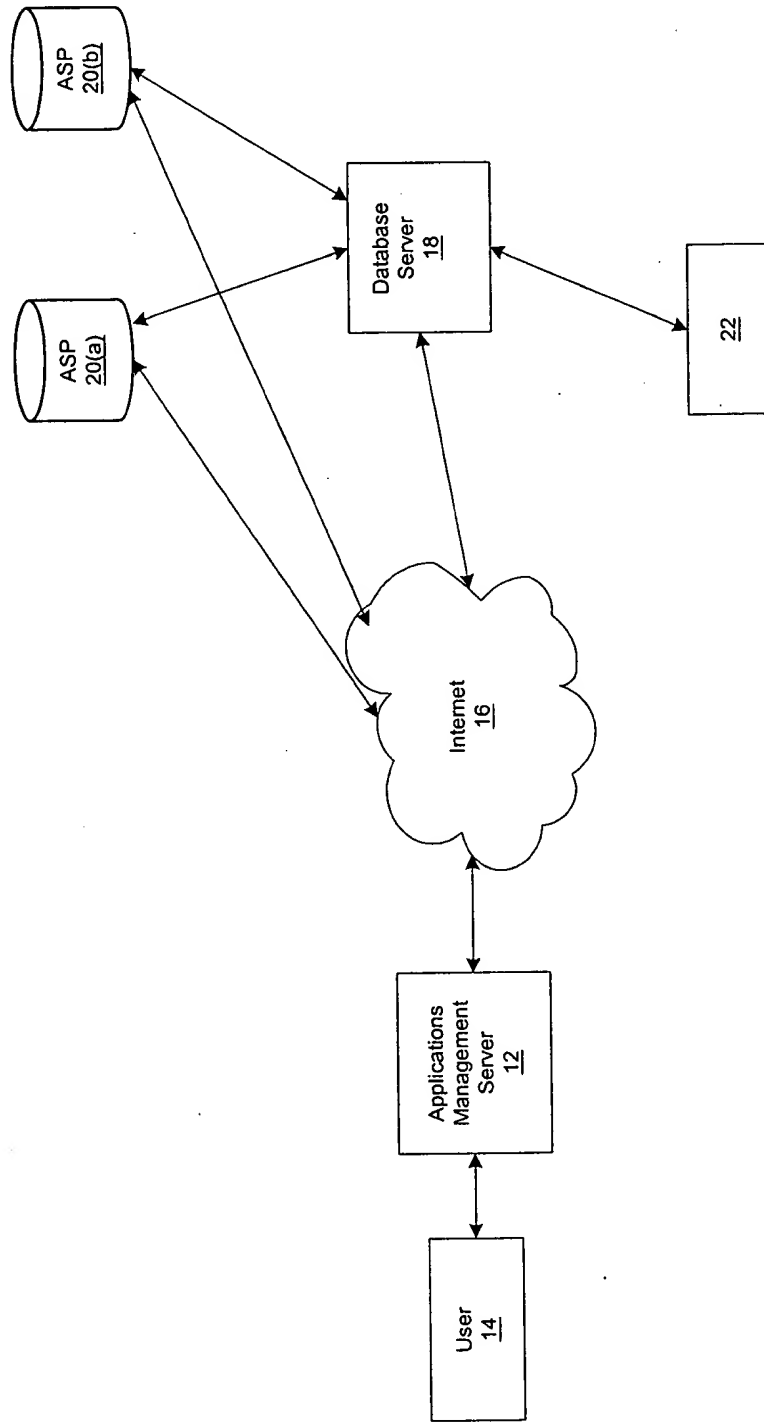 User
14
Applications
Management
Server
12
Internet
16
ASP
20(a)
ASP
20(b)
Database
Server
18
22